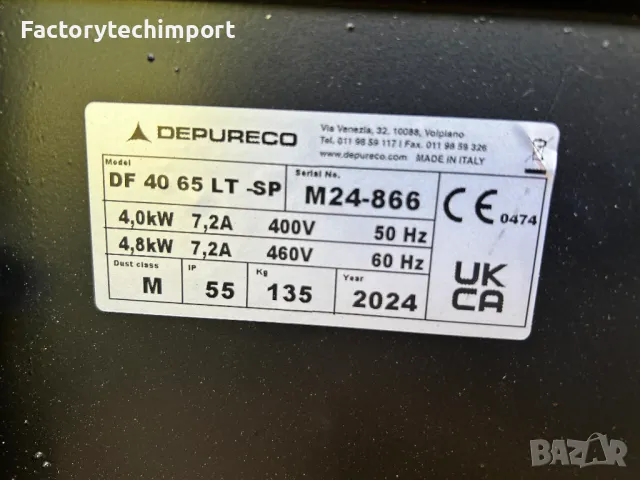 Factorytechimport
DEPURECO
Via Venezia, 32, 10088, Volpiano
Tel. 011 98 59 117 | Fax. 011 98 59 326
www.depureco.com MADE IN ITALY
Model
DF 40 65 LT -SP
Serial No.
M24-866
4,0kW 7,2A 400V 50 Hz
4,8kW 7,2A 460V 60 Hz
Dust class
M
IP
55
Kg
135
Year
2024
CE 0474
UK
CA
BAZAR